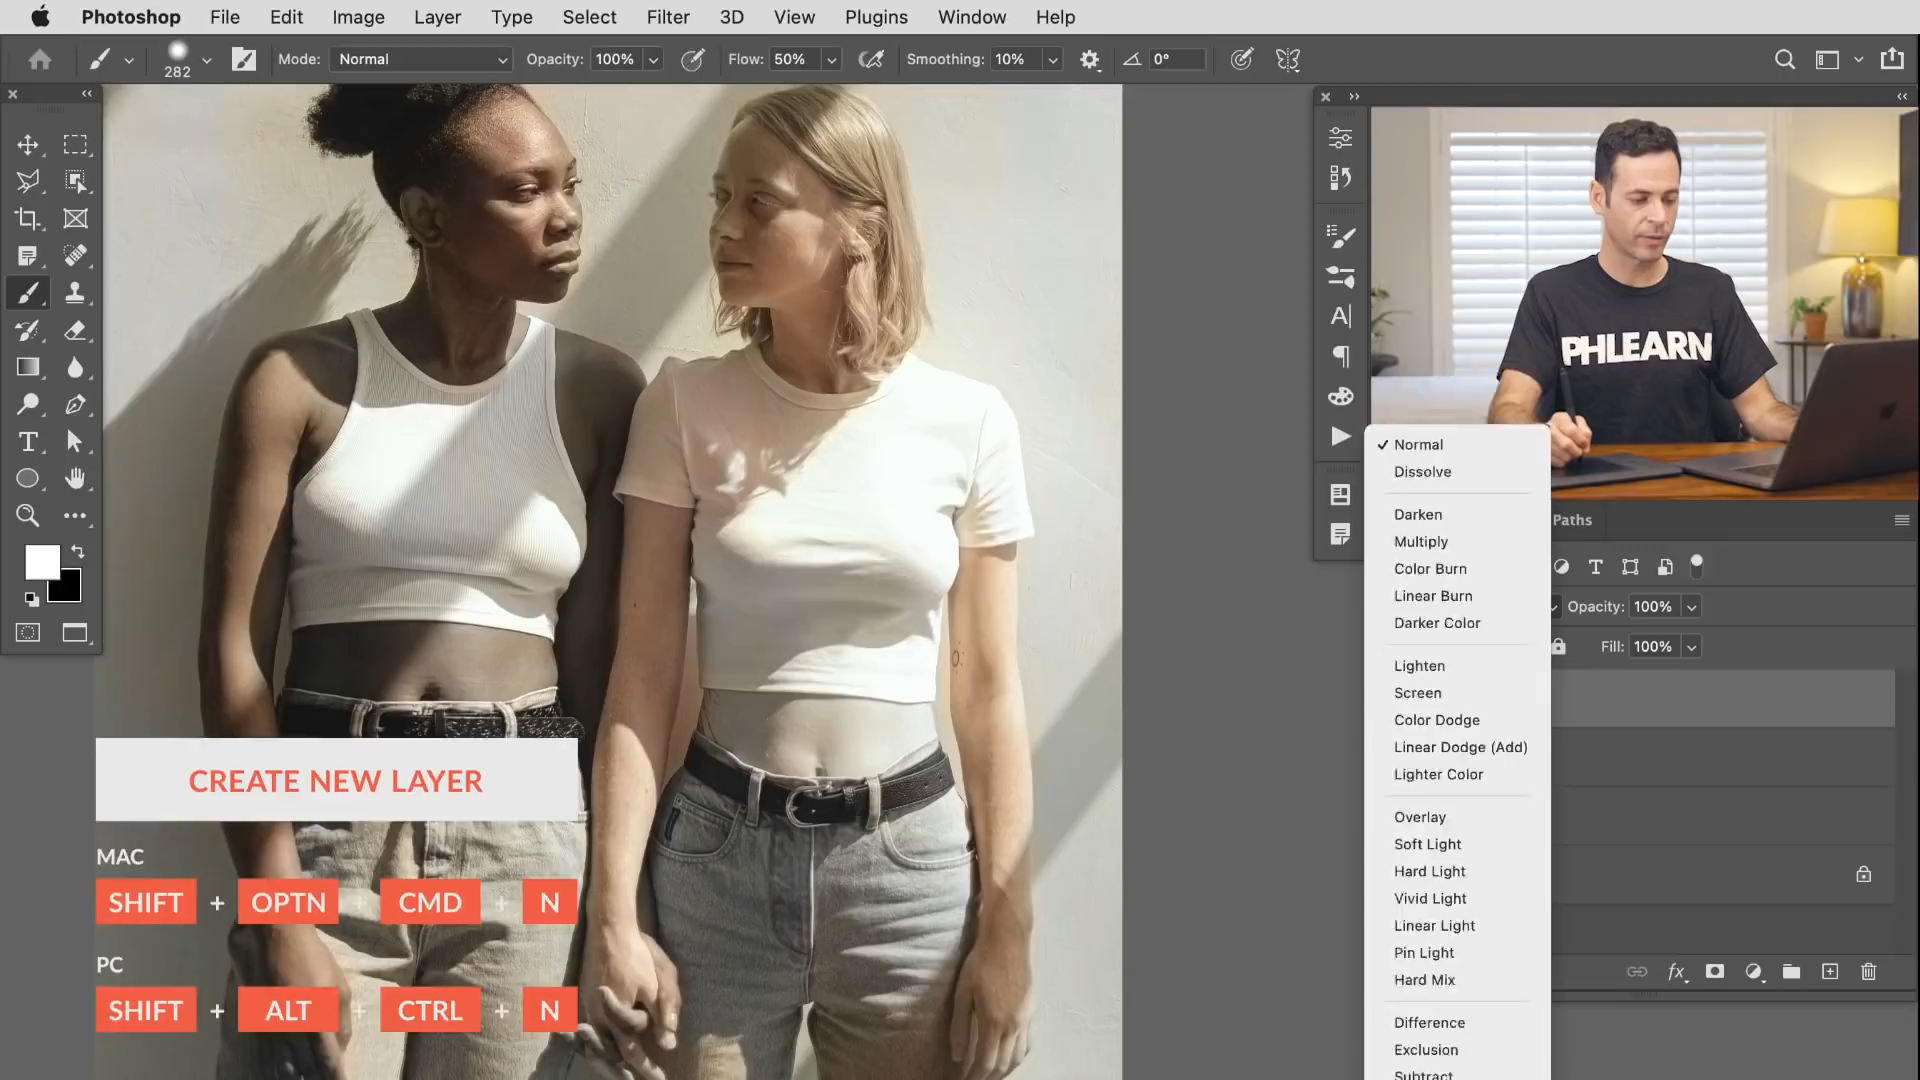 Photoshop File Edit Image Layer Type Select Filter 3D View Plugins Window Help
282 Mode: Normal Opacity: 100% Flow: 50% Smoothing: 10% 0°
PHLEARN
Normal
Dissolve
Darken
Multiply
Color Burn
Linear Burn
Darker Color
Lighten
Screen
Color Dodge
Linear Dodge (Add)
Lighter Color
Overlay
Soft Light
Hard Light
Vivid Light
Linear Light
Pin Light
Hard Mix
Difference
Exclusion
Subtract
Paths
Opacity: 100%
Fill: 100%
fx
CREATE NEW LAYER
MAC
SHIFT + OPTN + CMD + N
PC
SHIFT + ALT + CTRL + N